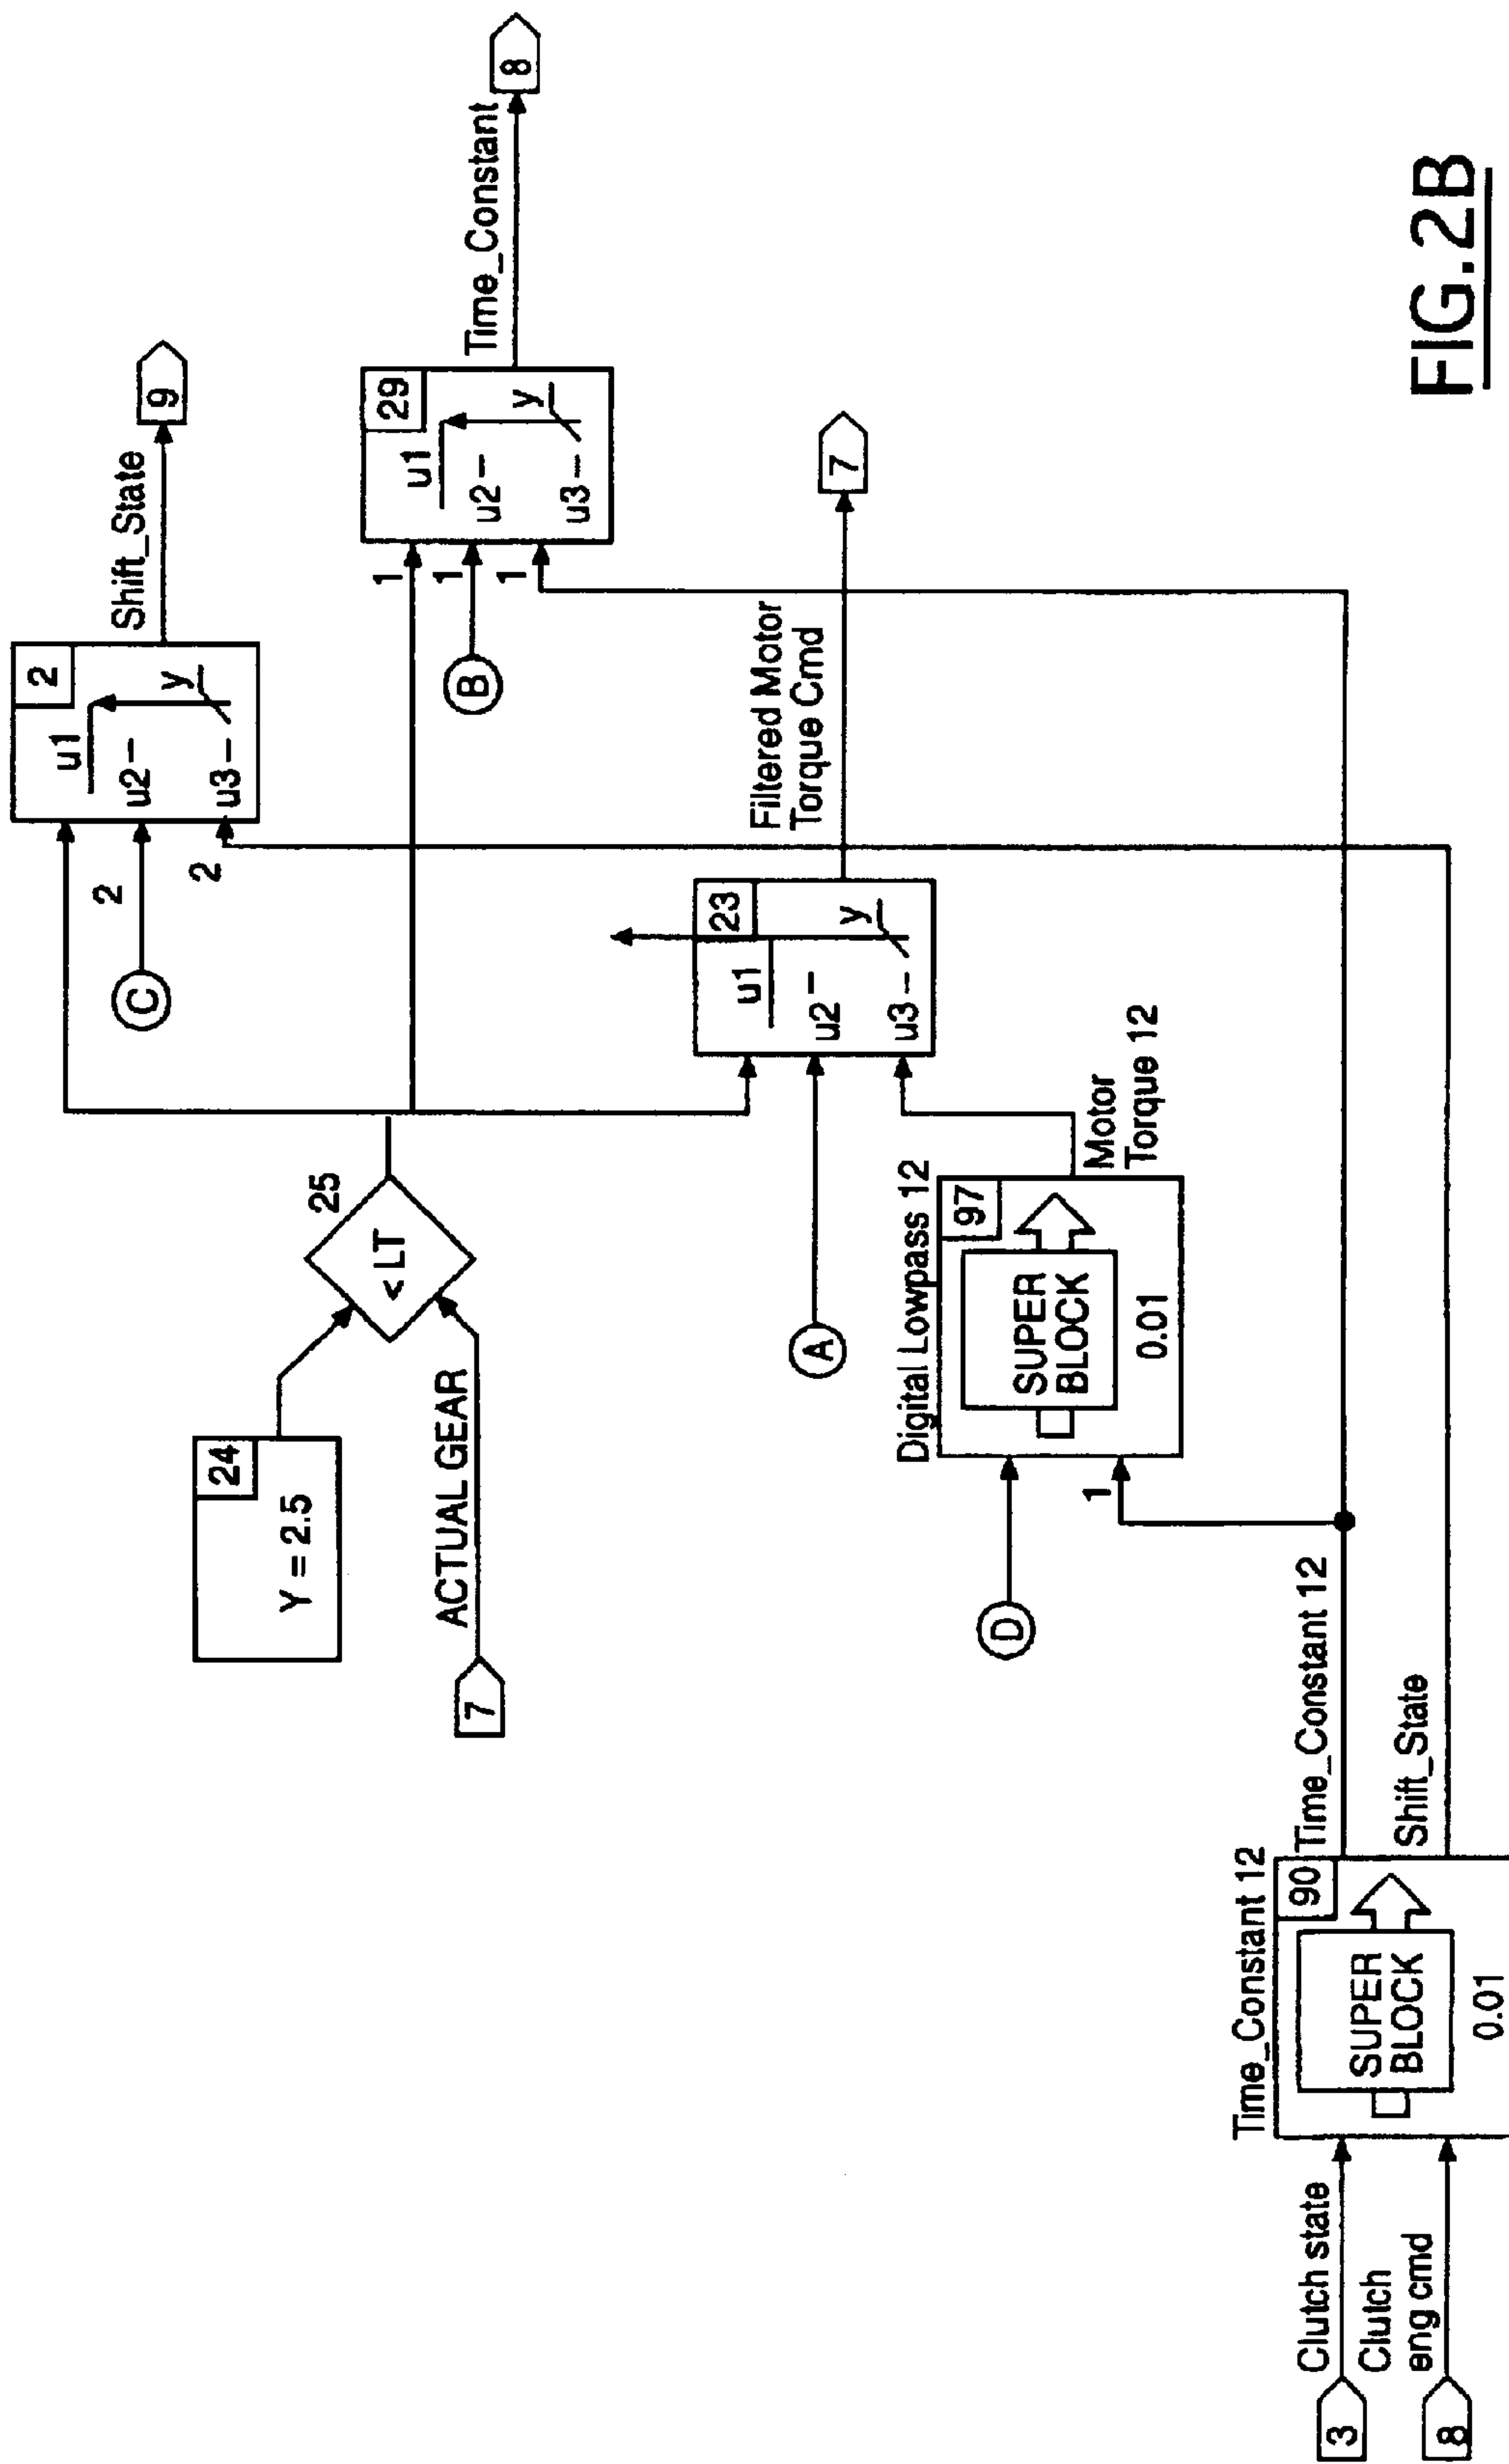 Shift_State
9
2
u1
u2
u3
y
C
2
2
Time_Constant
8
29
u1
u2
u3
y
1
1
1
B
24
Y = 2.5
25
< LT
ACTUAL GEAR
7
Filtered Motor
Torque Cmd
7
23
u1
u2
u3
y
A
Digital Lowpass 12
97
SUPER
BLOCK
0.01
Motor
Torque 12
D
1
Time_Constant 12
90
SUPER
BLOCK
0.01
Time_Constant 12
Shift_State
Clutch state
3
Clutch
eng cmd
8
FIG.2B